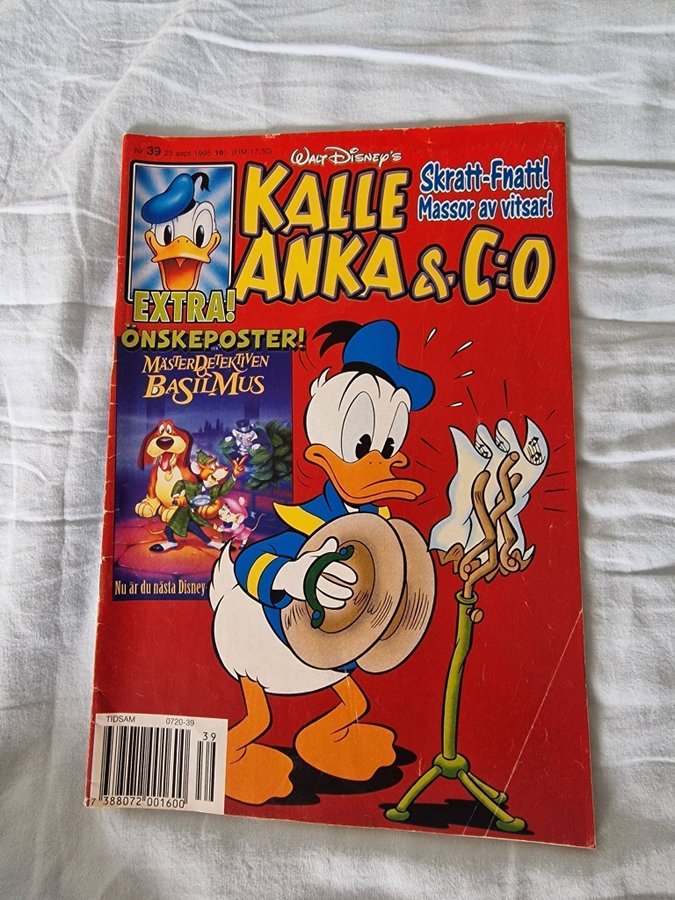 Nr 39 25 sept 1995 16:- (FIM 17,50)
WALT DISNEY'S
KALLE
ANKA & C:O
Skratt-Fnatt!
Massor av vitsar!
EXTRA!
ÖNSKEPOSTER!
MÄSTERDETEKTIVEN
BASIL MUS
Nu är du nästa Disney-
TIDSAM 0720-39
39
7 388072 001600